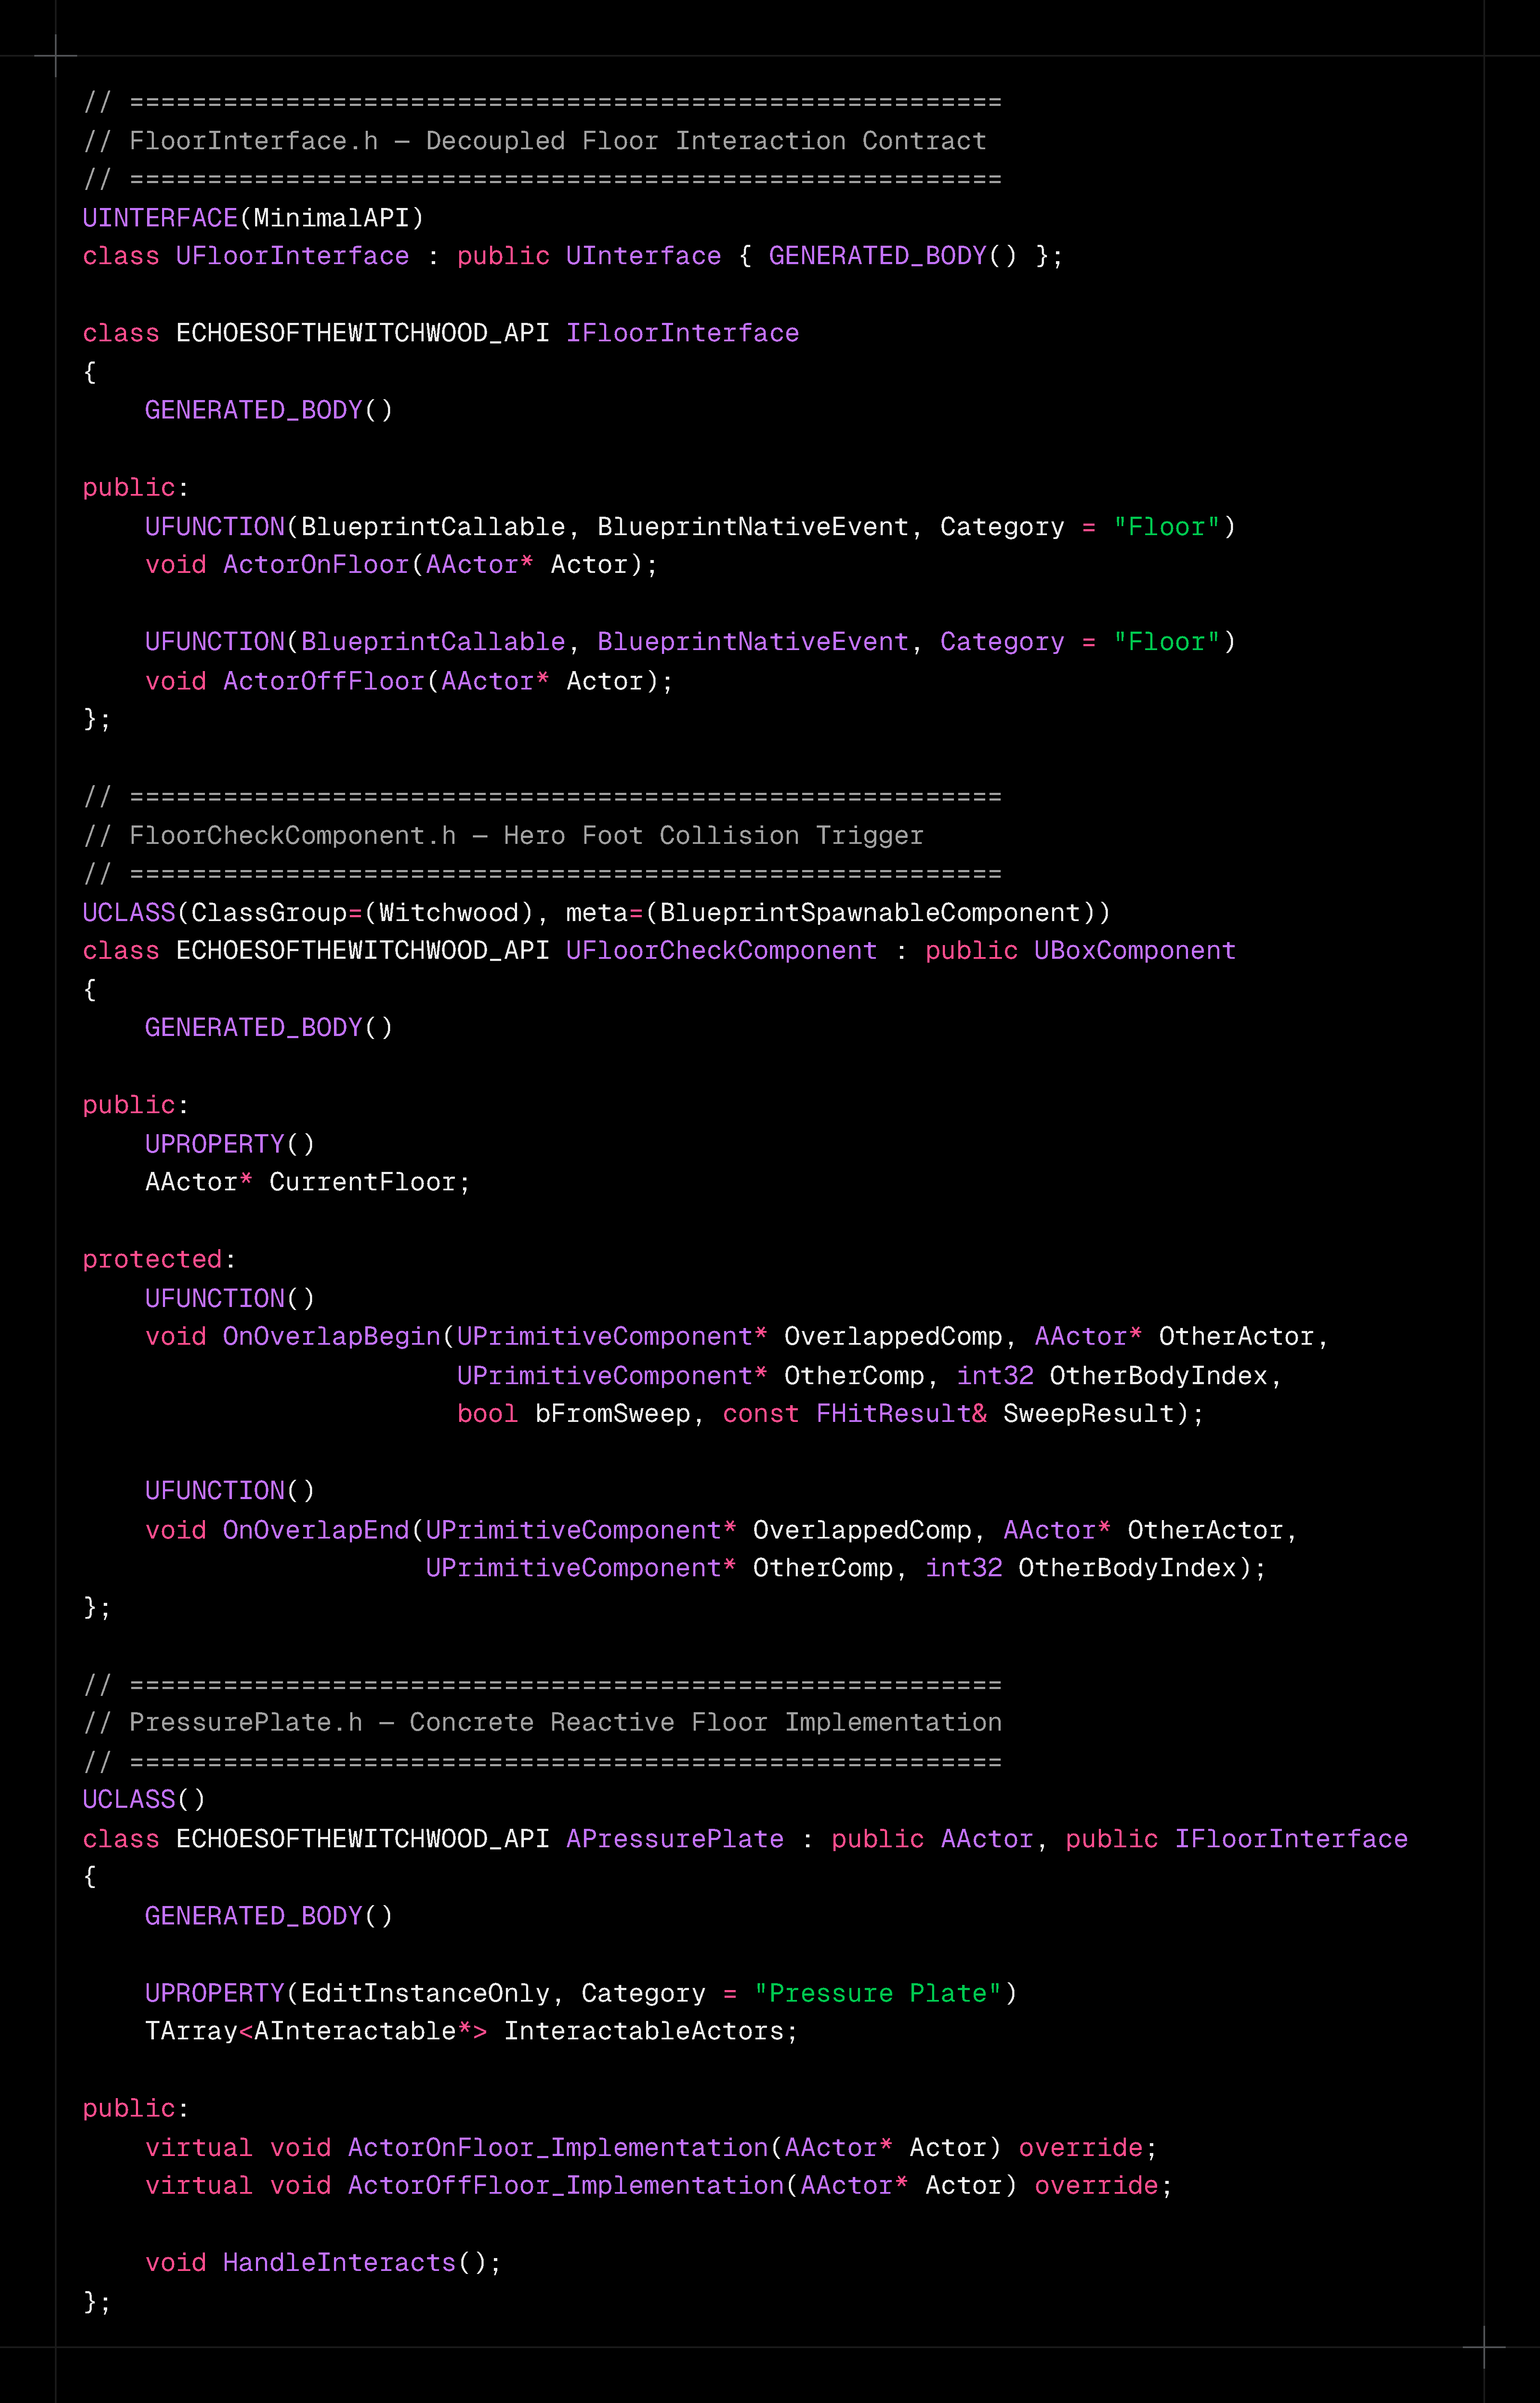 // ========================================================
// FloorInterface.h — Decoupled Floor Interaction Contract
// ========================================================
UINTERFACE(MinimalAPI)
class UFloorInterface : public UInterface { GENERATED_BODY() };

class ECHOESOFTHEWITCHWOOD_API IFloorInterface
{
    GENERATED_BODY()

public:
    UFUNCTION(BlueprintCallable, BlueprintNativeEvent, Category = "Floor")
    void ActorOnFloor(AActor* Actor);

    UFUNCTION(BlueprintCallable, BlueprintNativeEvent, Category = "Floor")
    void ActorOffFloor(AActor* Actor);
};

// ========================================================
// FloorCheckComponent.h — Hero Foot Collision Trigger
// ========================================================
UCLASS(ClassGroup=(Witchwood), meta=(BlueprintSpawnableComponent))
class ECHOESOFTHEWITCHWOOD_API UFloorCheckComponent : public UBoxComponent
{
    GENERATED_BODY()

public:
    UPROPERTY()
    AActor* CurrentFloor;

protected:
    UFUNCTION()
    void OnOverlapBegin(UPrimitiveComponent* OverlappedComp, AActor* OtherActor,
                        UPrimitiveComponent* OtherComp, int32 OtherBodyIndex,
                        bool bFromSweep, const FHitResult& SweepResult);

    UFUNCTION()
    void OnOverlapEnd(UPrimitiveComponent* OverlappedComp, AActor* OtherActor,
                      UPrimitiveComponent* OtherComp, int32 OtherBodyIndex);
};

// ========================================================
// PressurePlate.h — Concrete Reactive Floor Implementation
// ========================================================
UCLASS()
class ECHOESOFTHEWITCHWOOD_API APressurePlate : public AActor, public IFloorInterface
{
    GENERATED_BODY()

    UPROPERTY(EditInstanceOnly, Category = "Pressure Plate")
    TArray<AInteractable*> InteractableActors;

public:
    virtual void ActorOnFloor_Implementation(AActor* Actor) override;
    virtual void ActorOffFloor_Implementation(AActor* Actor) override;

    void HandleInteracts();
};